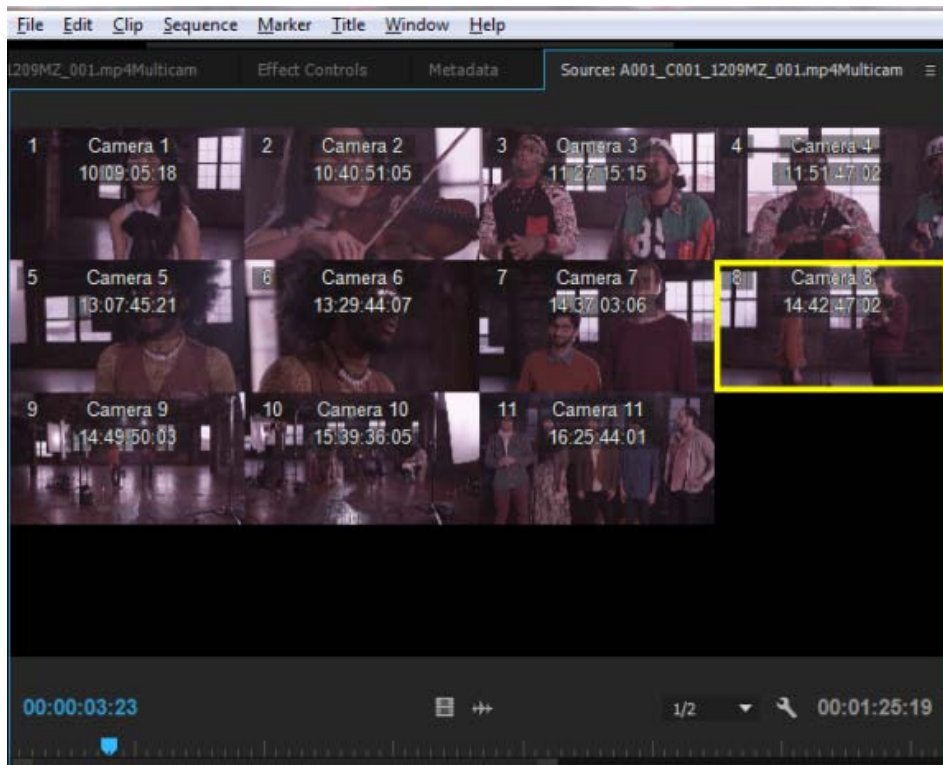 File Edit Clip Sequence Marker Title Window Help
1209MZ_001.mp4Multicam Effect Controls Metadata Source: A001_C001_1209MZ_001.mp4Multicam
1 Camera 1 2 Camera 2 3 Camera 3 4 Camera 4
10:09:05:18 10:40:51:05 11:27:15:15 11:51:47:02
5 Camera 5 6 Camera 6 7 Camera 7 8 Camera 8
13:07:45:21 13:29:44:07 14:37:03:06 14:42:47:02
9 Camera 9 10 Camera 10 11 Camera 11
14:49:50:03 15:39:36:05 16:25:44:01
00:00:03:23 1/2 00:01:25:19